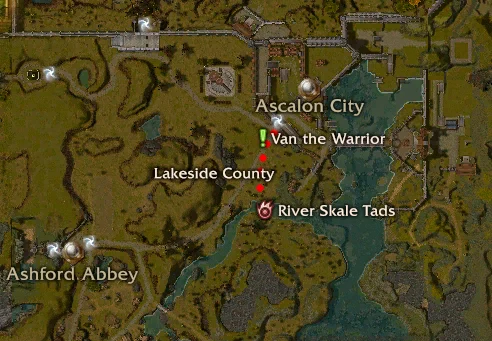 Ascalon City
Van the Warrior
Lakeside County
River Skale Tads
Ashford Abbey